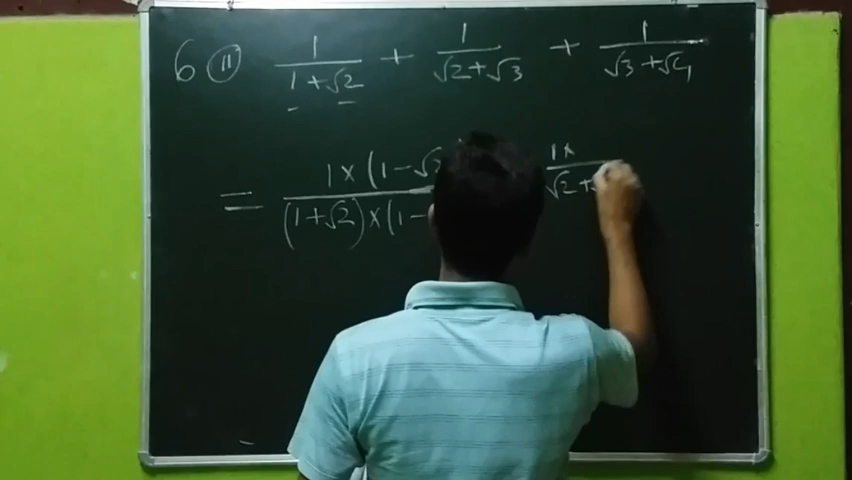 6 (ii) 1/(1+√2) + 1/(√2+√3) + 1/(√3+√4)
= 1×(1-√2 / (1+√2)×(1- 1× / √2+